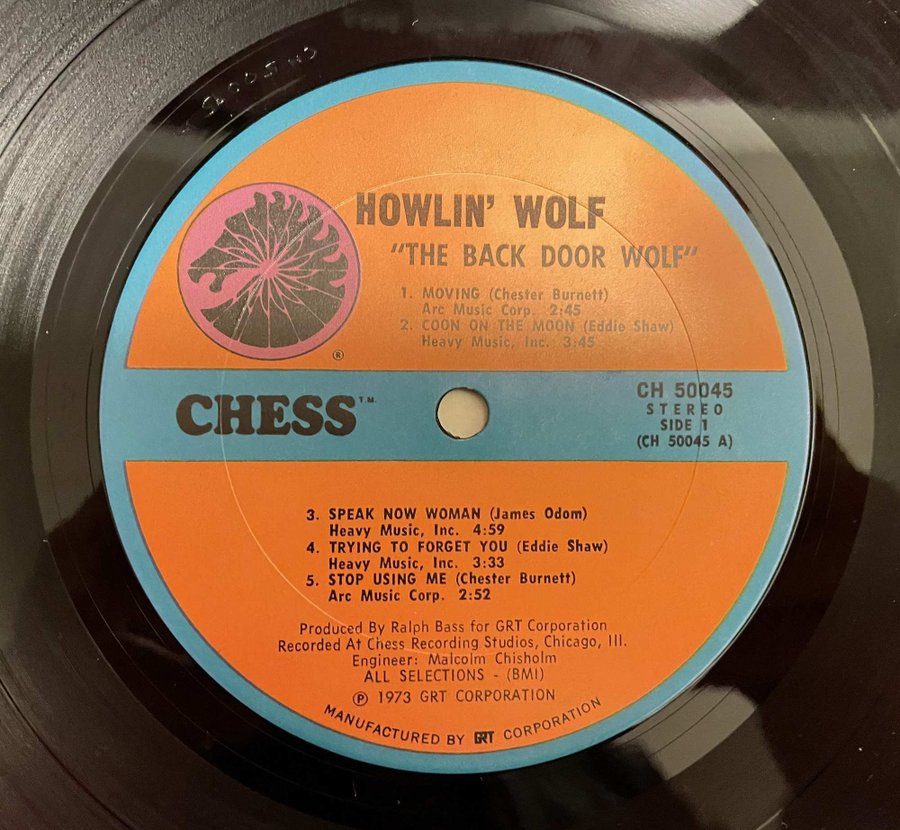 HOWLIN' WOLF
"THE BACK DOOR WOLF"
1. MOVING (Chester Burnett)
Arc Music Corp. 2:45
2. COON ON THE MOON (Eddie Shaw)
Heavy Music, Inc. 3:45
®
CHESS T.M.
CH 50045
STEREO
SIDE 1
(CH 50045 A)
3. SPEAK NOW WOMAN (James Odom)
Heavy Music, Inc. 4:59
4. TRYING TO FORGET YOU (Eddie Shaw)
Heavy Music, Inc. 3:33
5. STOP USING ME (Chester Burnett)
Arc Music Corp. 2:52
Produced By Ralph Bass for GRT Corporation
Recorded At Chess Recording Studios, Chicago, Ill.
Engineer: Malcolm Chisholm
ALL SELECTIONS - (BMI)
℗ 1973 GRT CORPORATION
MANUFACTURED BY GRT CORPORATION